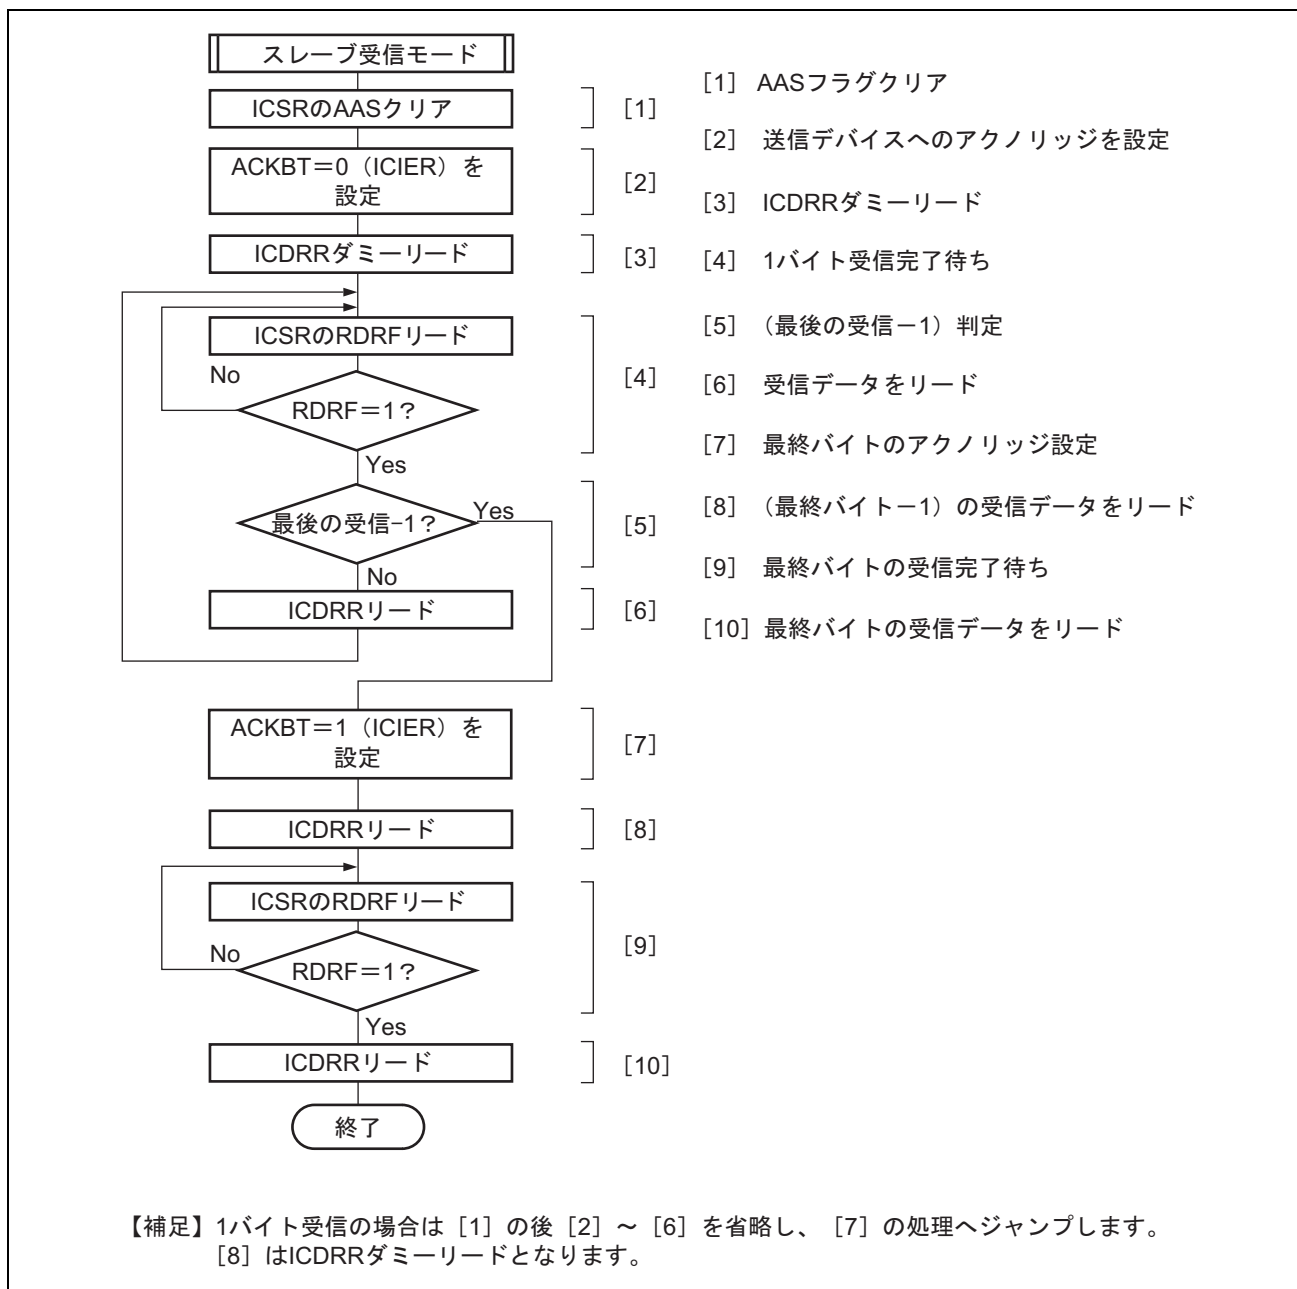 スレーブ受信モード
ICSRのAASクリア
[1]
ACKBT=0（ICIER）を
設定
[2]
ICDRRダミーリード
[3]
ICSRのRDRFリード
No
RDRF=1?
[4]
Yes
最後の受信-1?
Yes
[5]
No
ICDRRリード
[6]
ACKBT=1（ICIER）を
設定
[7]
ICDRRリード
[8]
ICSRのRDRFリード
No
RDRF=1?
[9]
Yes
ICDRRリード
[10]
終了
[1] AASフラグクリア
[2] 送信デバイスへのアクノリッジを設定
[3] ICDRRダミーリード
[4] 1バイト受信完了待ち
[5] （最後の受信－1）判定
[6] 受信データをリード
[7] 最終バイトのアクノリッジ設定
[8] （最終バイト－1）の受信データをリード
[9] 最終バイトの受信完了待ち
[10] 最終バイトの受信データをリード
【補足】1バイト受信の場合は［1］の後［2］～［6］を省略し、［7］の処理へジャンプします。
［8］はICDRRダミーリードとなります。